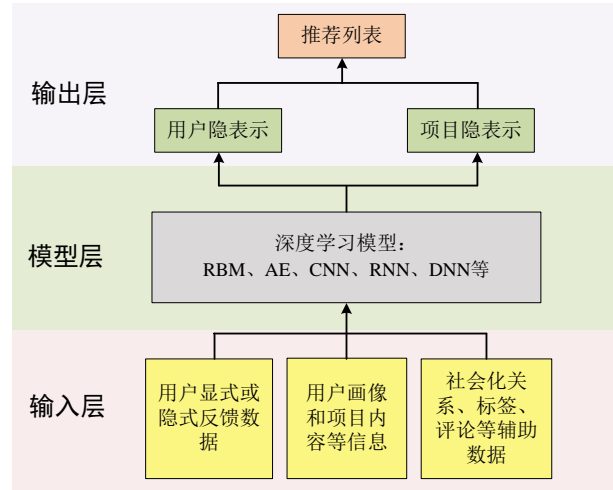 推荐列表
输出层
用户隐表示
项目隐表示
模型层
深度学习模型：
RBM、AE、CNN、RNN、DNN等
输入层
用户显式或
隐式反馈数
据
用户画像
和项目内
容等信息
社会化关
系、标签、
评论等辅助
数据